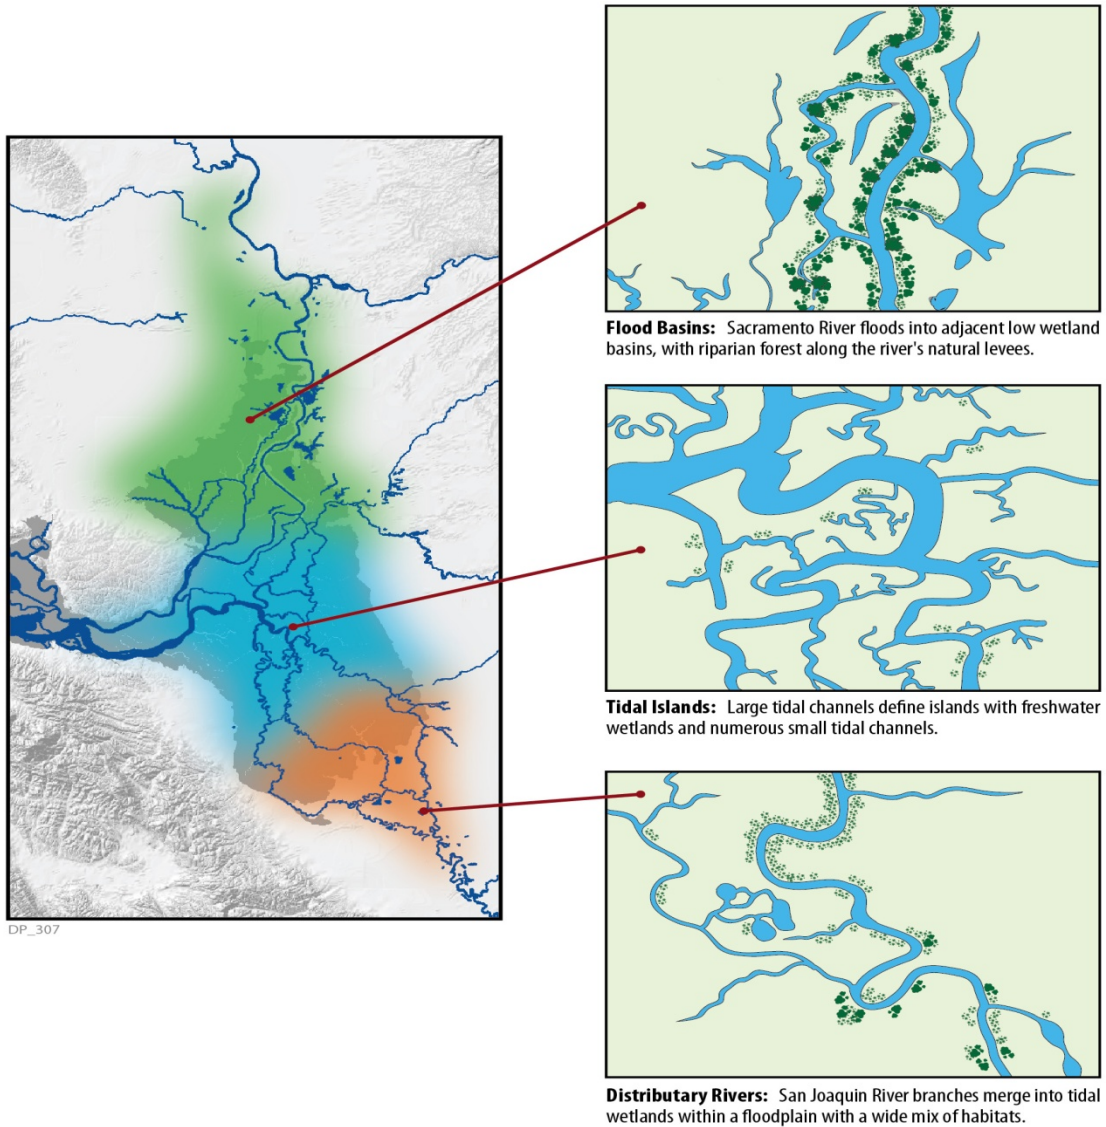 Flood Basins: Sacramento River floods into adjacent low wetland
basins, with riparian forest along the river's natural levees.
Tidal Islands: Large tidal channels define islands with freshwater
wetlands and numerous small tidal channels.
DP_307
Distributary Rivers: San Joaquin River branches merge into tidal
wetlands within a floodplain with a wide mix of habitats.